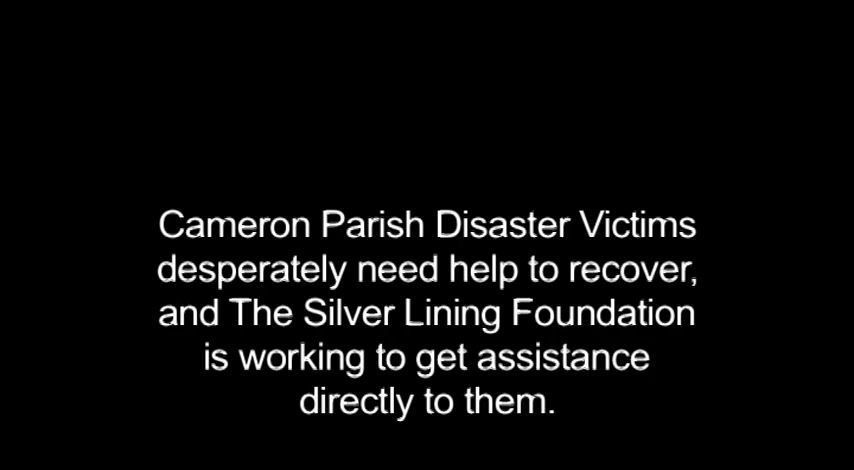 Cameron Parish Disaster Victims
desperately need help to recover,
and The Silver Lining Foundation
is working to get assistance
directly to them.